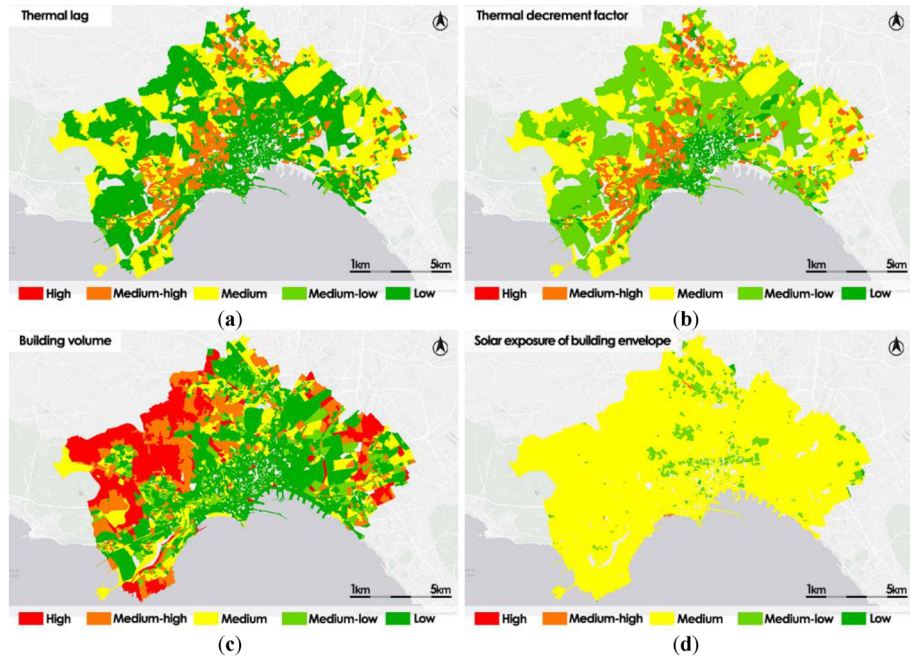 Thermal lag
Thermal decrement factor
1km 5km
1km 5km
High Medium-high Medium Medium-low Low
High Medium-high Medium Medium-low Low
(a)
(b)
Building volume
Solar exposure of building envelope
1km 5km
1km 5km
High Medium-high Medium Medium-low Low
High Medium-high Medium Medium-low Low
(c)
(d)